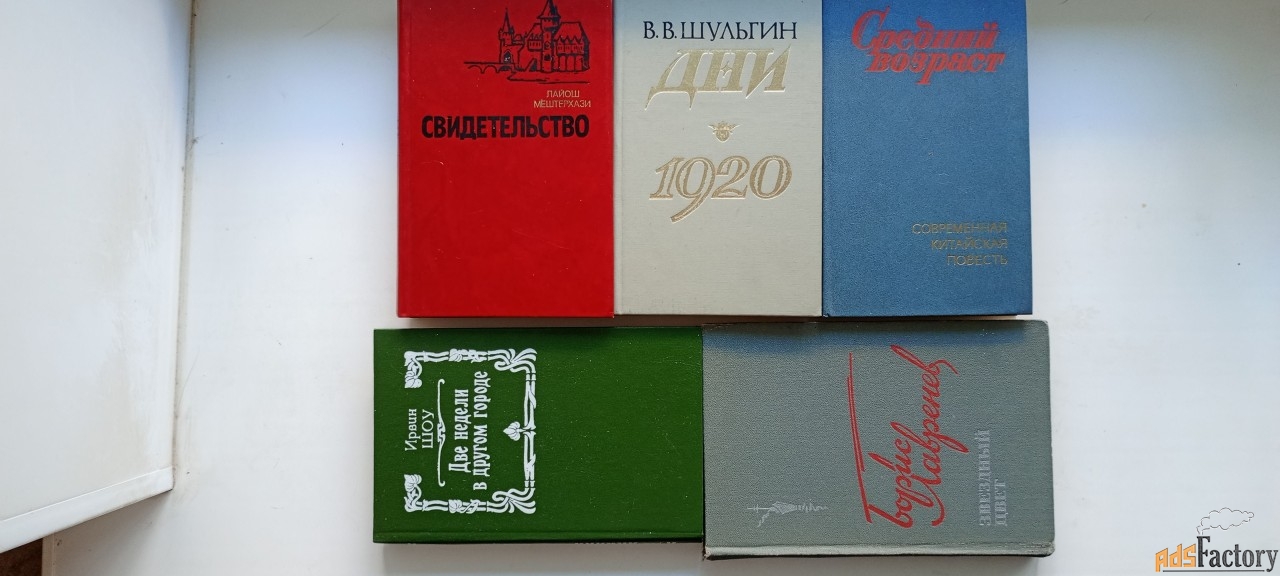 ЛАЙОШ
МЕШТЕРХАЗИ
СВИДЕТЕЛЬСТВО
В.В.ШУЛЬГИН
ДНИ
1920
Средний
возраст
СОВРЕМЕННАЯ
КИТАЙСКАЯ
ПОВЕСТЬ
Ирвин
ШОУ
Две недели
в другом городе
Борис
Лавренев
ЗВЕЗДНЫЙ
ЦВЕТ
AdsFactory